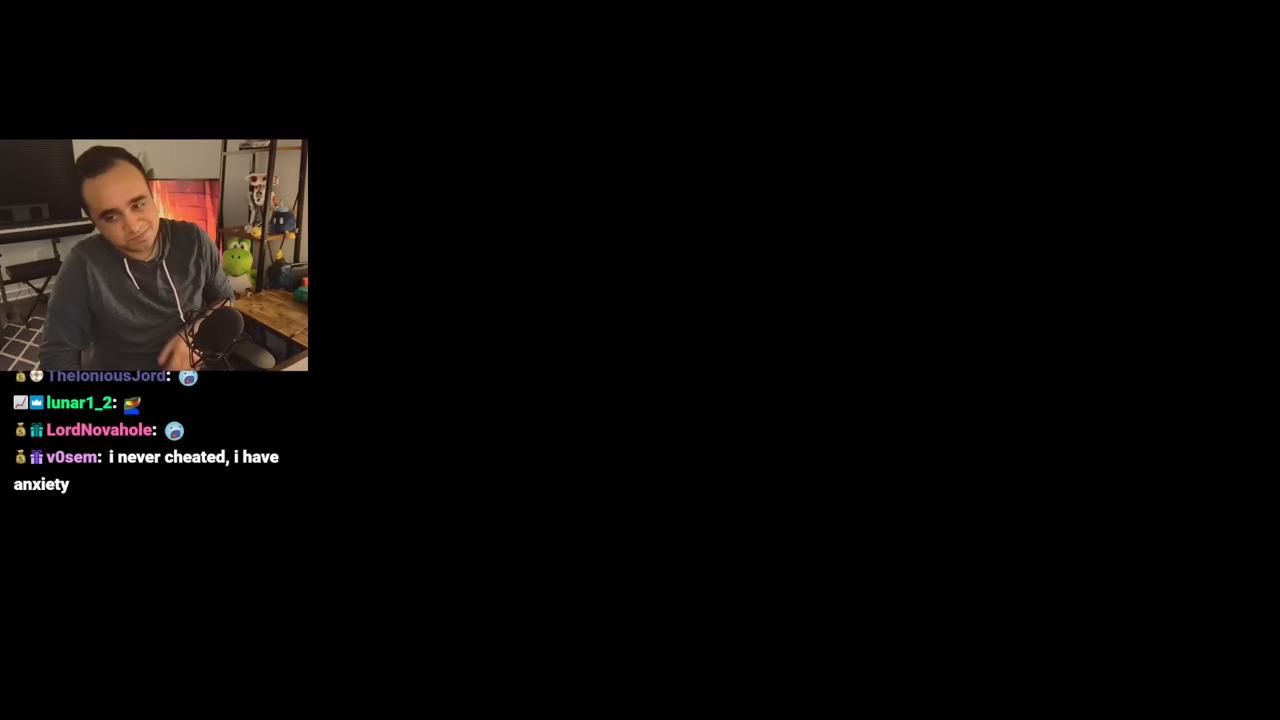 TheloniousJord:
lunar1_2:
LordNovahole:
v0sem: i never cheated, i have
anxiety